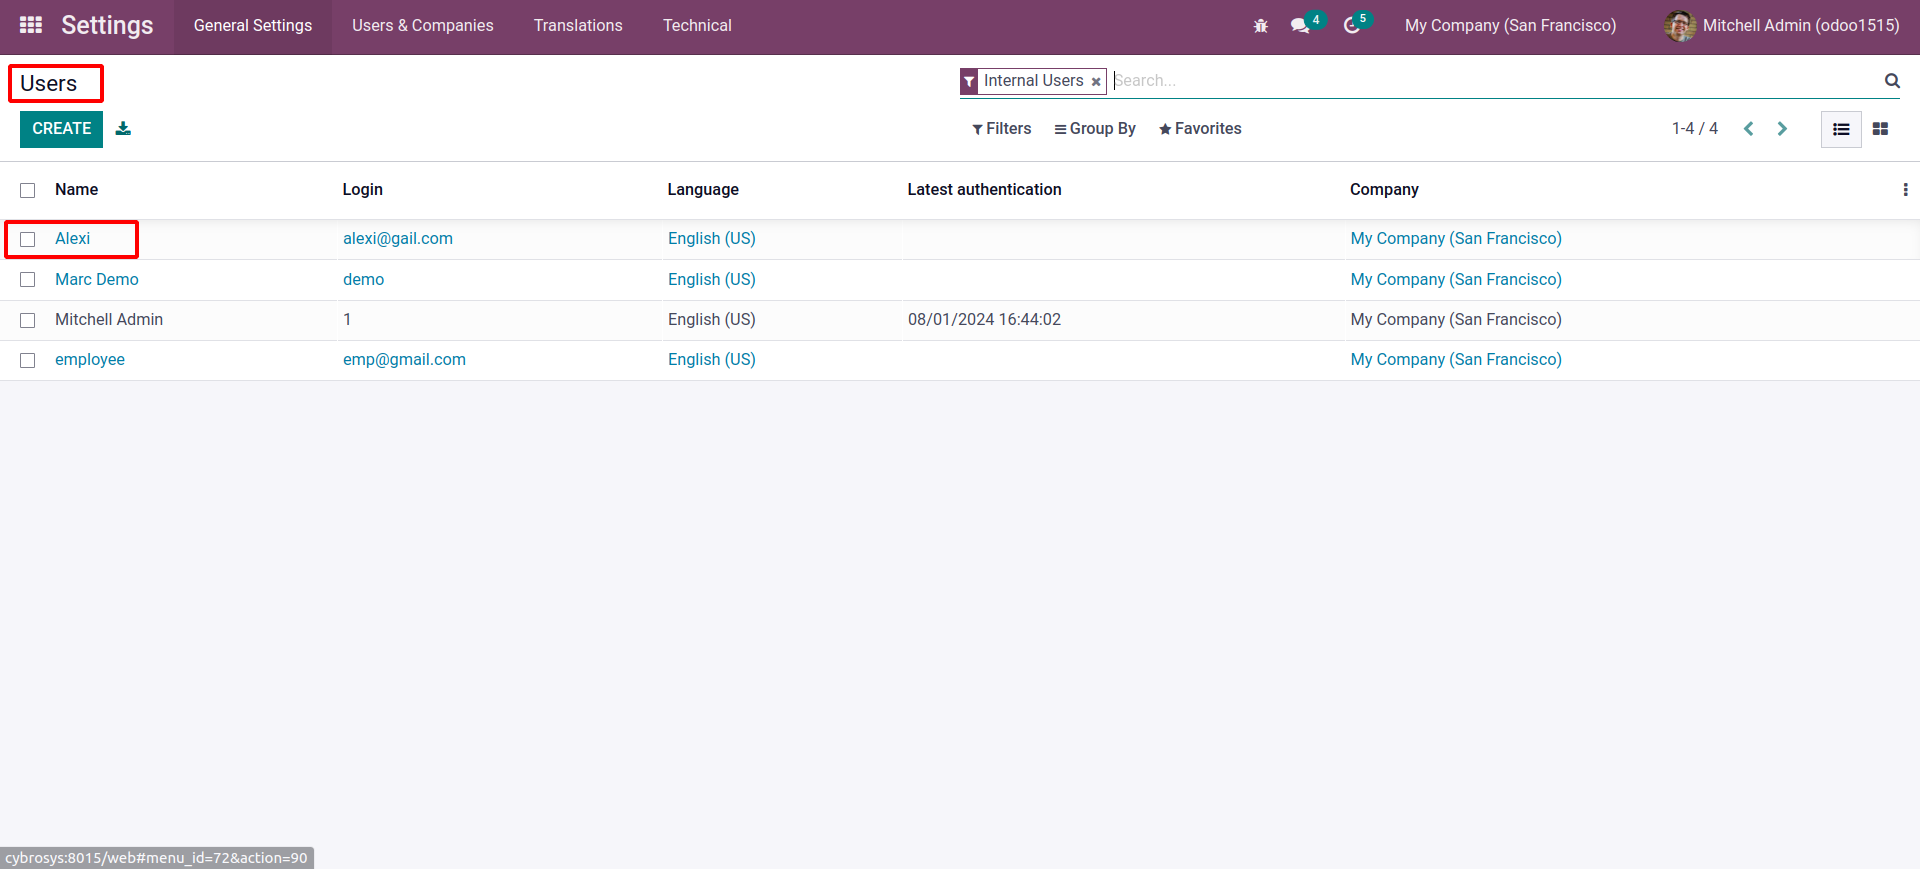 Settings General Settings Users & Companies Translations Technical 4 5 My Company (San Francisco) Mitchell Admin (odoo1515)
Users Internal Users × Search...
CREATE Filters Group By Favorites 1-4 / 4
Name Login Language Latest authentication Company
Alexi alexi@gail.com English (US) My Company (San Francisco)
Marc Demo demo English (US) My Company (San Francisco)
Mitchell Admin 1 English (US) 08/01/2024 16:44:02 My Company (San Francisco)
employee emp@gmail.com English (US) My Company (San Francisco)
cybrosys:8015/web#menu_id=72&action=90